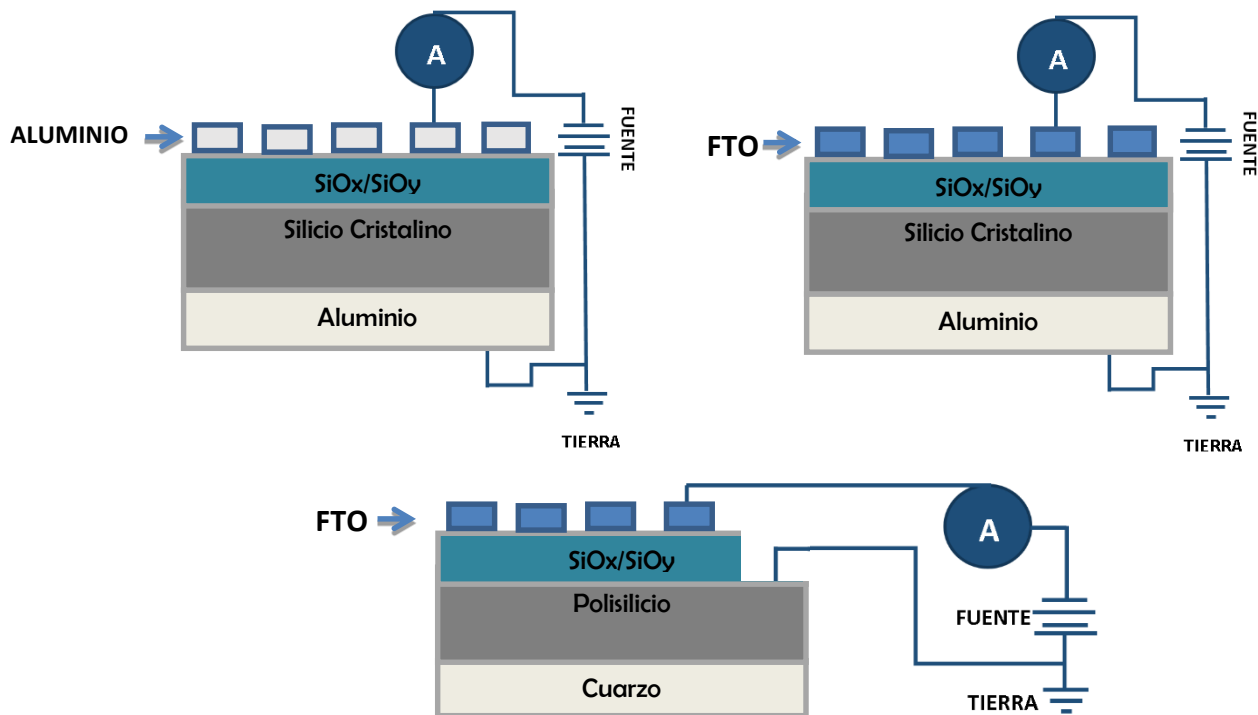 A
ALUMINIO
FUENTE
SiOx/SiOy
Silicio Cristalino
Aluminio
TIERRA
A
FTO
FUENTE
SiOx/SiOy
Silicio Cristalino
Aluminio
TIERRA
FTO
A
SiOx/SiOy
Polisilicio
FUENTE
Cuarzo
TIERRA